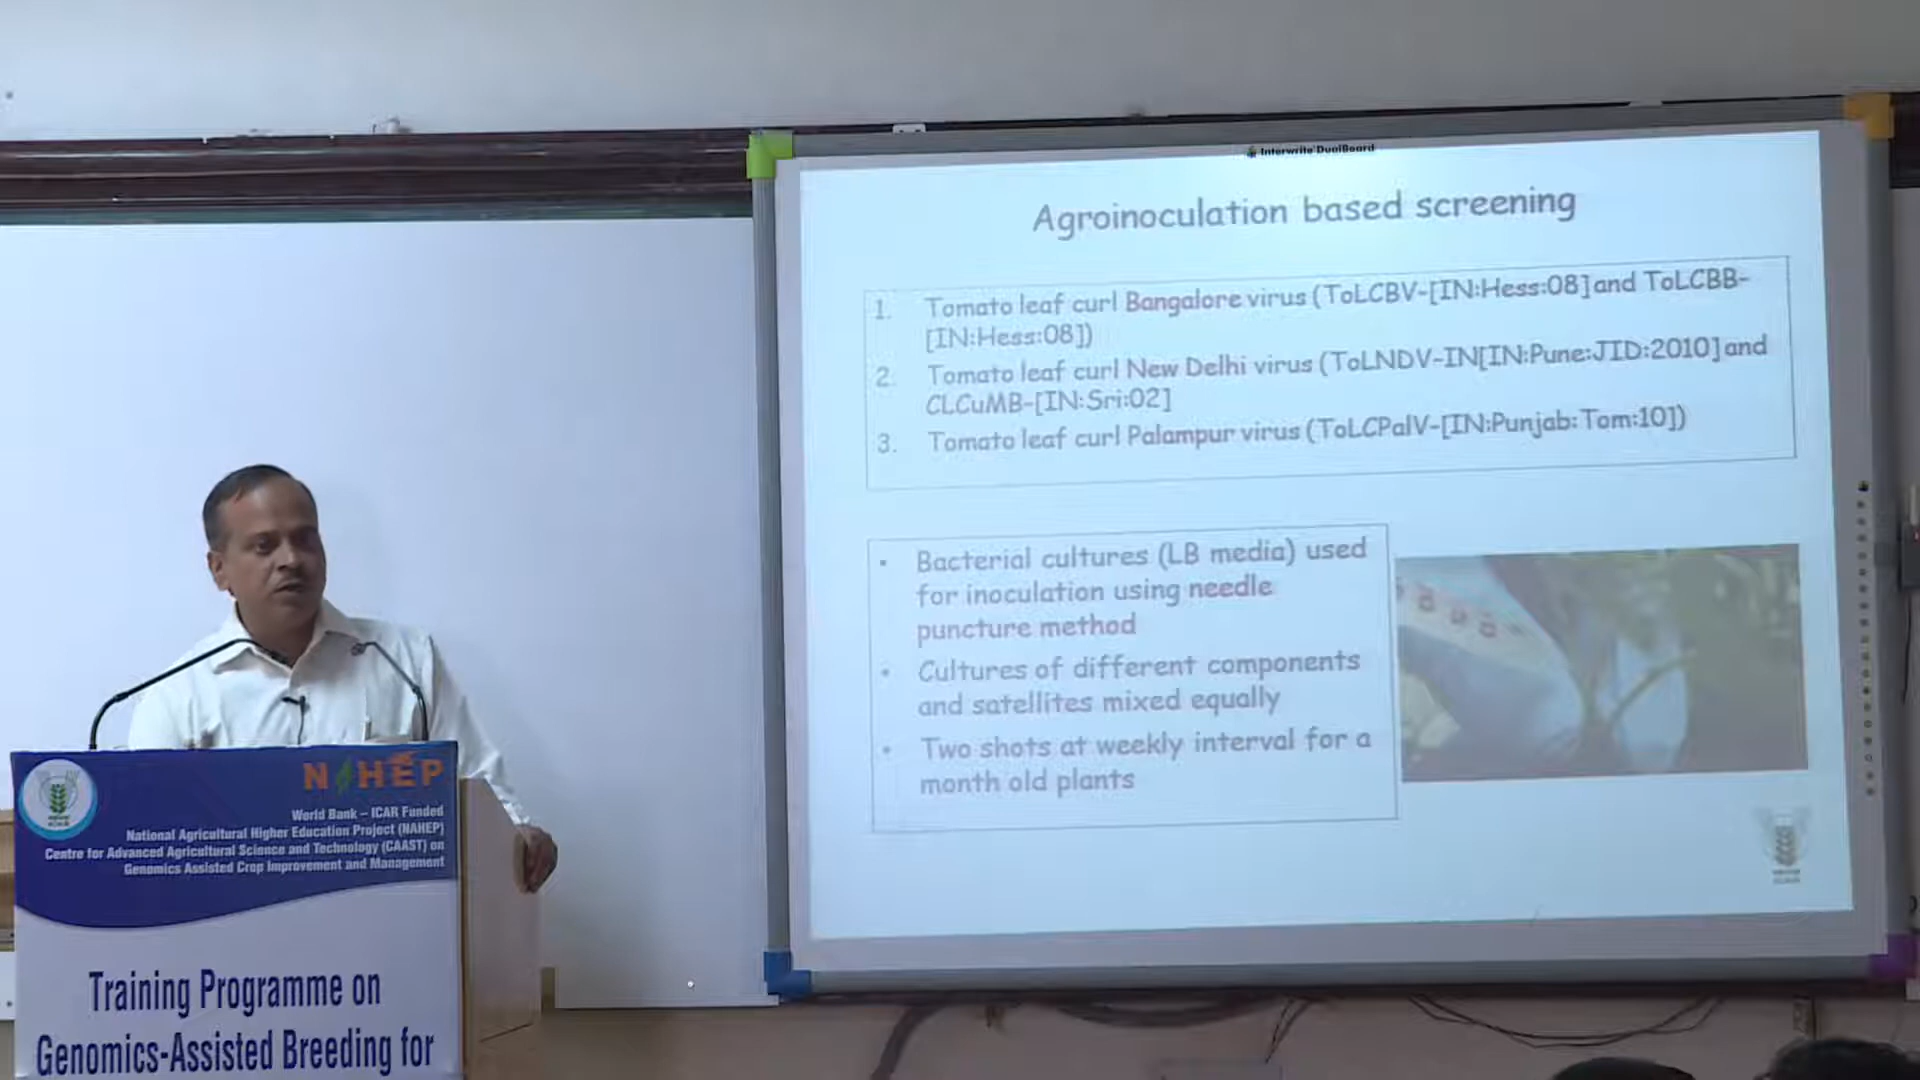 Interwrite DualBoard
Agroinoculation based screening
1. Tomato leaf curl Bangalore virus (ToLCBV-[IN:Hess:08] and ToLCBB-
[IN:Hess:08])
2. Tomato leaf curl New Delhi virus (ToLNDV-IN[IN:Pune:JID:2010] and
CLCuMB-[IN:Sri:02]
3. Tomato leaf curl Palampur virus (ToLCPalV-[IN:Punjab:Tom:10])
• Bacterial cultures (LB media) used
for inoculation using needle
puncture method
• Cultures of different components
and satellites mixed equally
• Two shots at weekly interval for a
month old plants
NAHEP
World Bank – ICAR Funded
National Agricultural Higher Education Project (NAHEP)
Centre for Advanced Agricultural Science and Technology (CAAST) on
Genomics Assisted Crop Improvement and Management
Training Programme on
Genomics-Assisted Breeding for